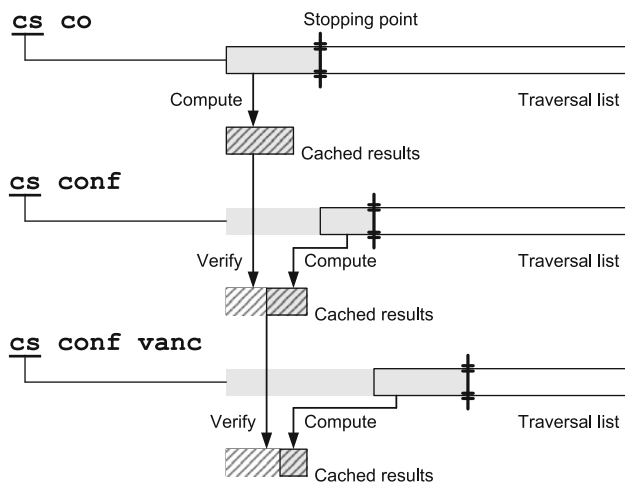 cs co
Stopping point
Compute
Traversal list
Cached results
cs conf
Verify
Compute
Traversal list
Cached results
cs conf vanc
Verify
Compute
Traversal list
Cached results